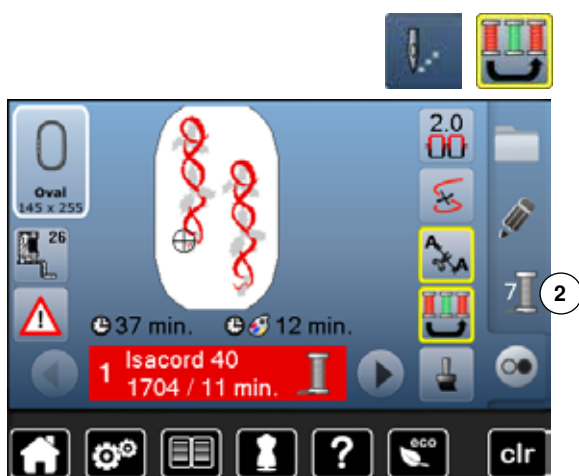 2.0
Oval
145 x 255
26
A
A
7
2
37 min.
12 min.
1
Isacord 40
1704 / 11 min.
?
eco
clr